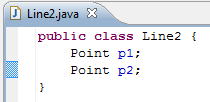 Line2.java
public class Line2 {
    Point p1;
    Point p2;
}